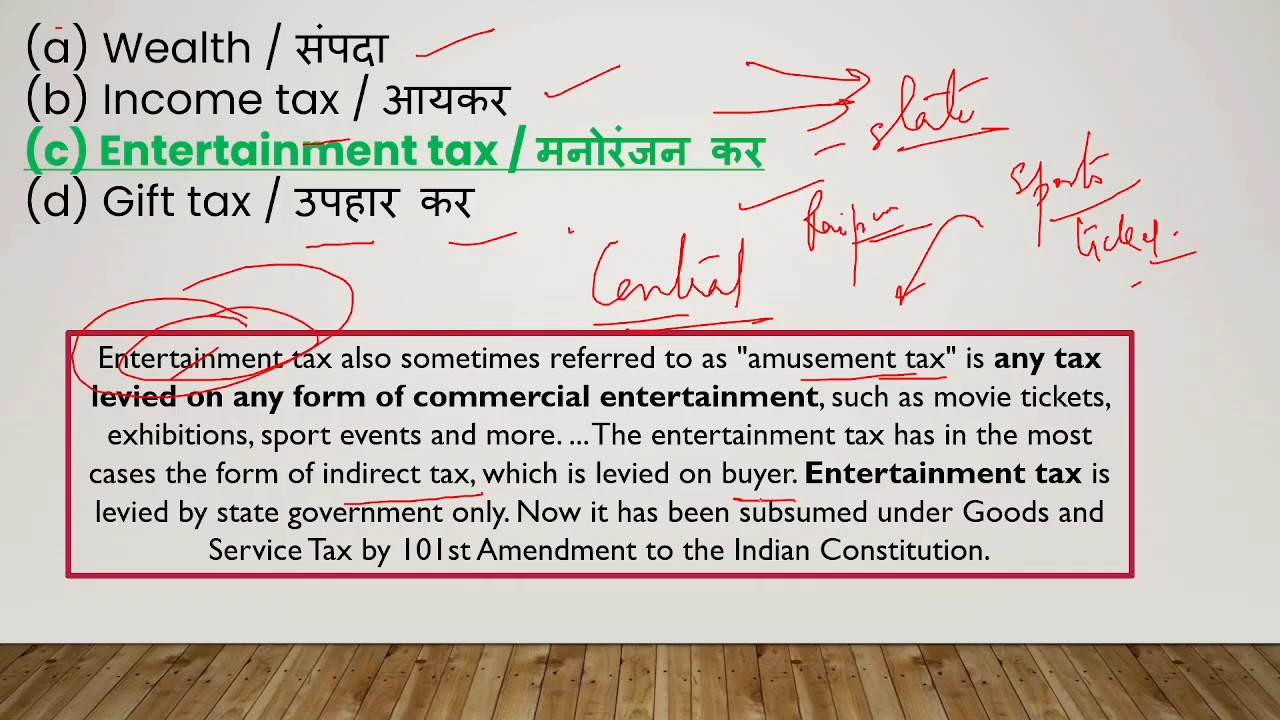 (a) Wealth / संपदा
(b) Income tax / आयकर
(c) Entertainment tax / मनोरंजन कर
(d) Gift tax / उपहार कर
state
sports
ticket
Raipur
Central
Entertainment tax also sometimes referred to as "amusement tax" is any tax
levied on any form of commercial entertainment, such as movie tickets,
exhibitions, sport events and more. ... The entertainment tax has in the most
cases the form of indirect tax, which is levied on buyer. Entertainment tax is
levied by state government only. Now it has been subsumed under Goods and
Service Tax by 101st Amendment to the Indian Constitution.